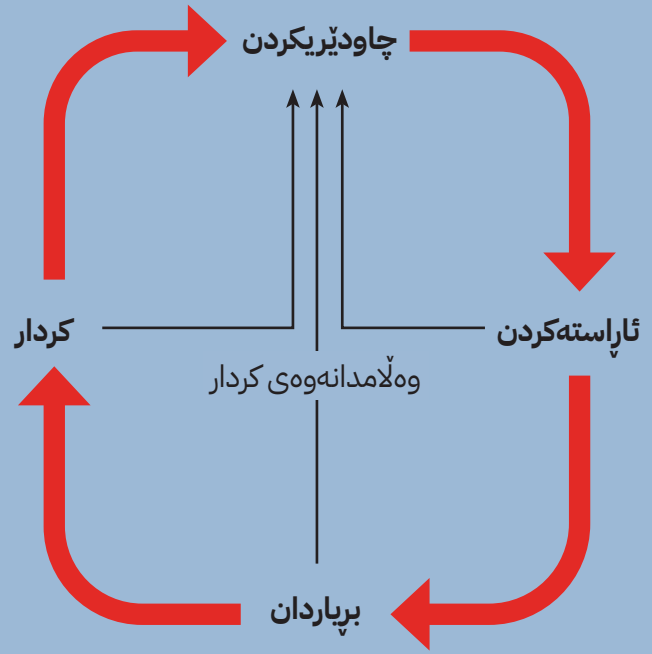 چاودێریکردن
ئاڕاستەکردن
کردار
وەڵامدانەوەی کردار
بڕیاردان